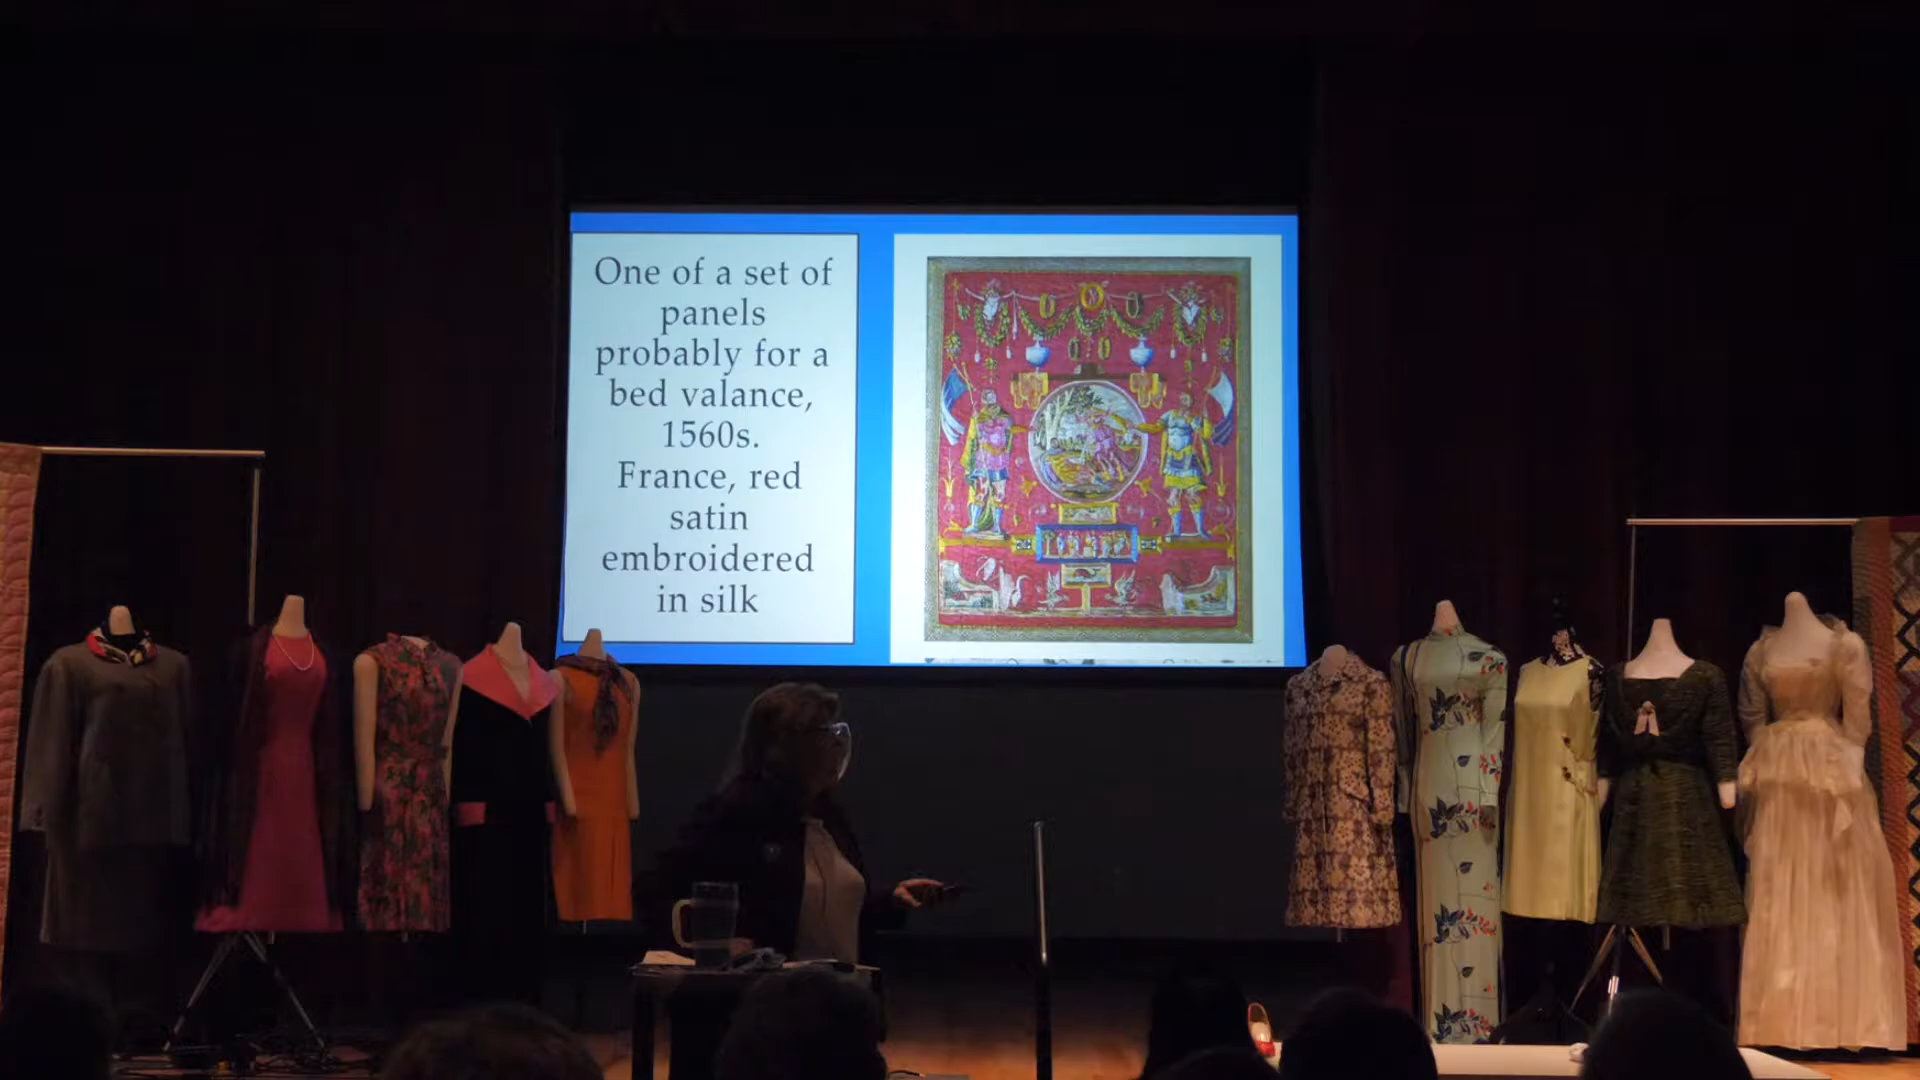 One of a set of
panels
probably for a
bed valance,
1560s.
France, red
satin
embroidered
in silk